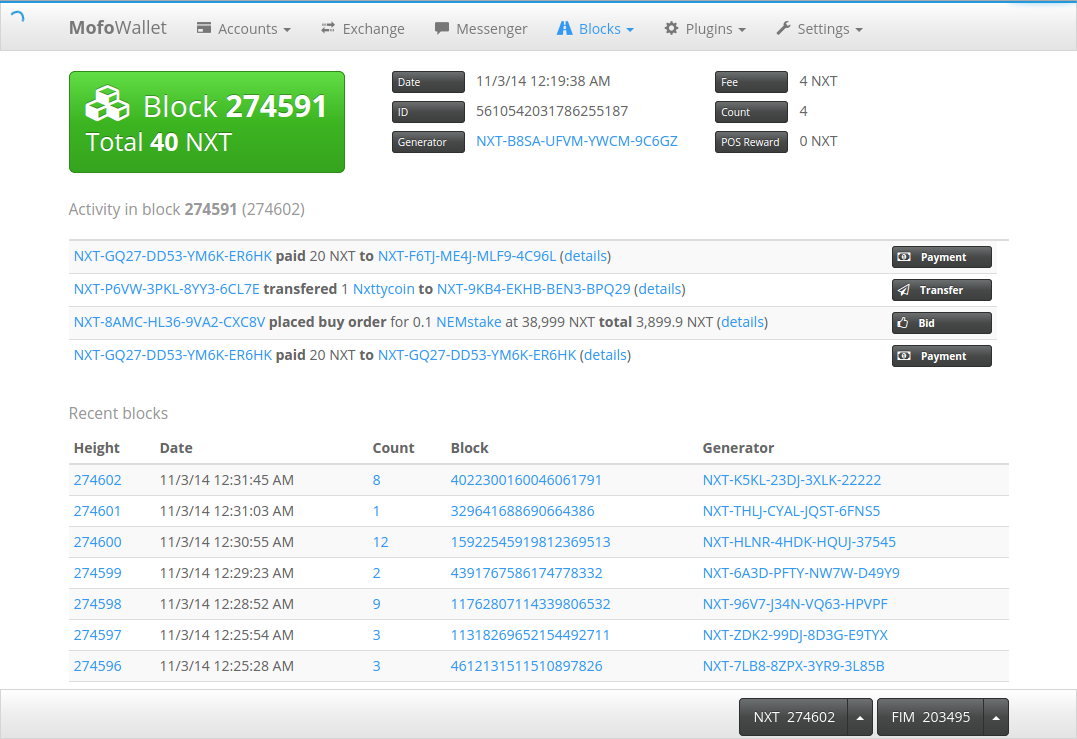 MofoWallet Accounts Exchange Messenger Blocks Plugins Settings
Block 274591
Total 40 NXT
Date 11/3/14 12:19:38 AM
ID 5610542031786255187
Generator NXT-B8SA-UFVM-YWCM-9C6GZ
Fee 4 NXT
Count 4
POS Reward 0 NXT
Activity in block 274591 (274602)
NXT-GQ27-DD53-YM6K-ER6HK paid 20 NXT to NXT-F6TJ-ME4J-MLF9-4C96L (details) Payment
NXT-P6VW-3PKL-8YY3-6CL7E transfered 1 Nxttycoin to NXT-9KB4-EKHB-BEN3-BPQ29 (details) Transfer
NXT-8AMC-HL36-9VA2-CXC8V placed buy order for 0.1 NEMstake at 38,999 NXT total 3,899.9 NXT (details) Bid
NXT-GQ27-DD53-YM6K-ER6HK paid 20 NXT to NXT-GQ27-DD53-YM6K-ER6HK (details) Payment
Recent blocks
Height Date Count Block Generator
274602 11/3/14 12:31:45 AM 8 4022300160046061791 NXT-K5KL-23DJ-3XLK-22222
274601 11/3/14 12:31:03 AM 1 329641688690664386 NXT-THLJ-CYAL-JQST-6FNS5
274600 11/3/14 12:30:55 AM 12 15922545919812369513 NXT-HLNR-4HDK-HQUJ-37545
274599 11/3/14 12:29:23 AM 2 4391767586174778332 NXT-6A3D-PFTY-NW7W-D49Y9
274598 11/3/14 12:28:52 AM 9 11762807114339806532 NXT-96V7-J34N-VQ63-HPVPF
274597 11/3/14 12:25:54 AM 3 11318269652154492711 NXT-ZDK2-99DJ-8D3G-E9TYX
274596 11/3/14 12:25:28 AM 3 4612131511510897826 NXT-7LB8-8ZPX-3YR9-3L85B
NXT 274602 FIM 203495